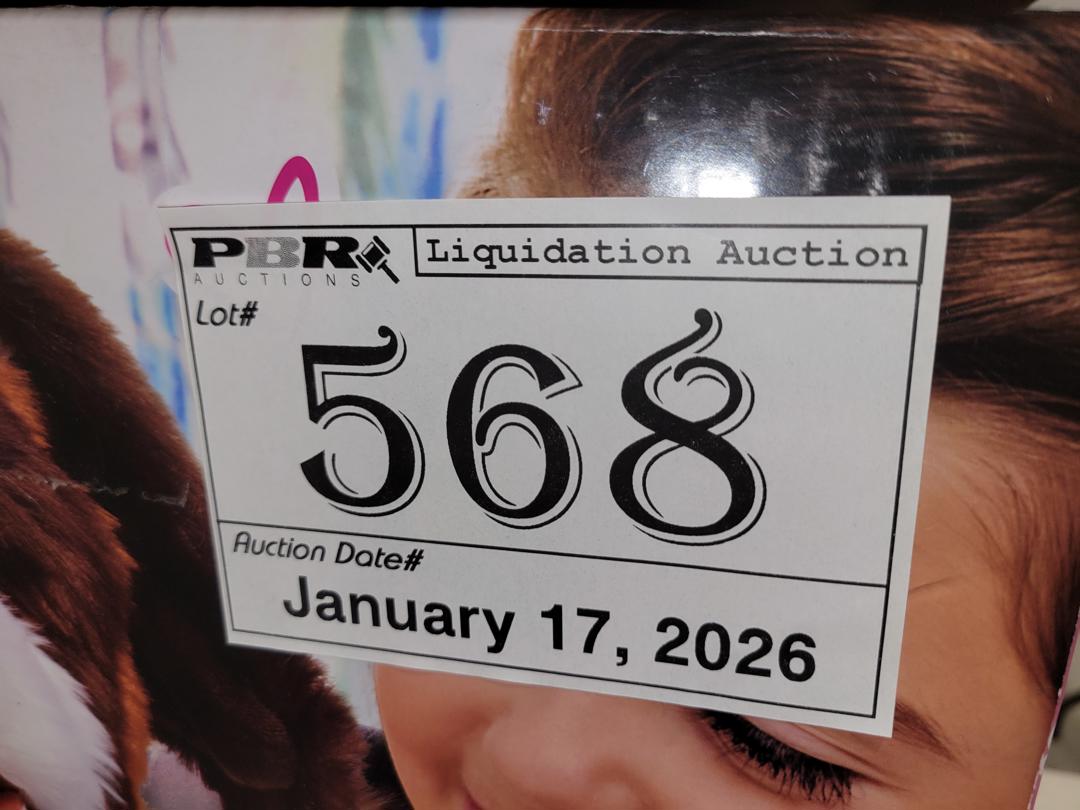 PBR
AUCTIONS
Liquidation Auction
Lot#
568
Auction Date#
January 17, 2026